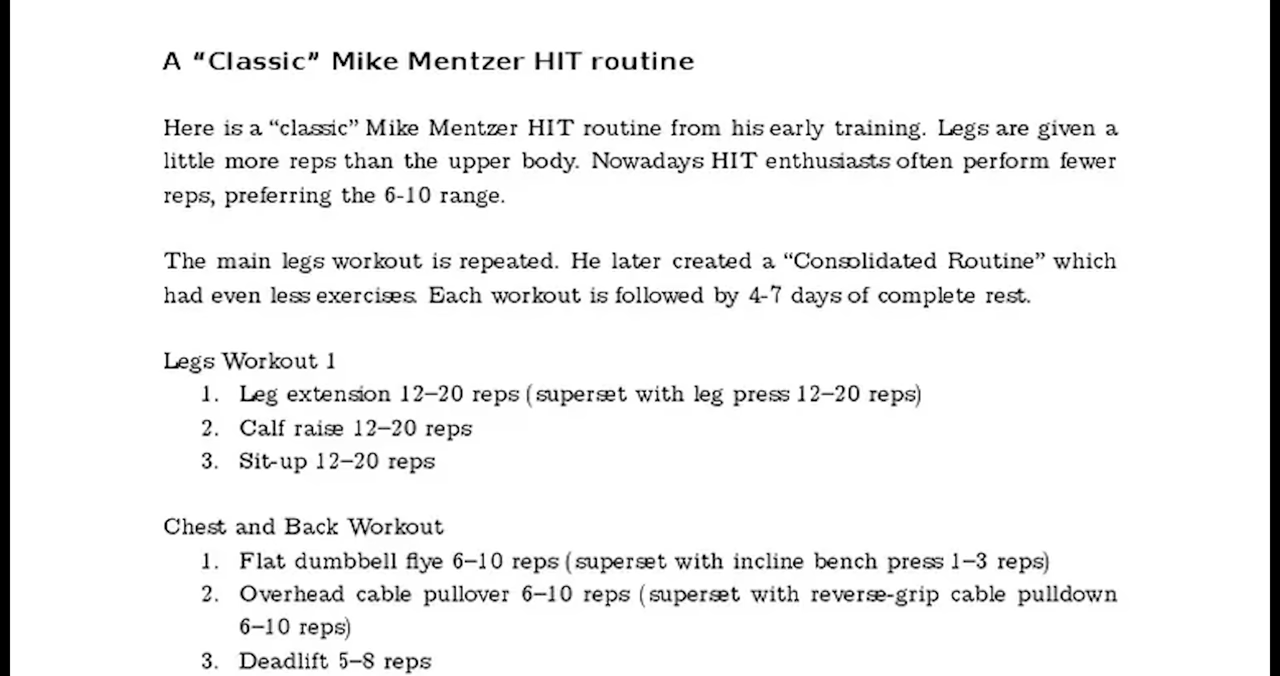 A “Classic” Mike Mentzer HIT routine
Here is a “classic” Mike Mentzer HIT routine from his early training. Legs are given a
little more reps than the upper body. Nowadays HIT enthusiasts often perform fewer
reps, preferring the 6-10 range.
The main legs workout is repeated. He later created a “Consolidated Routine” which
had even less exercises. Each workout is followed by 4-7 days of complete rest.
Legs Workout 1
1. Leg extension 12–20 reps (superset with leg press 12–20 reps)
2. Calf raise 12–20 reps
3. Sit-up 12–20 reps
Chest and Back Workout
1. Flat dumbbell flye 6–10 reps (superset with incline bench press 1–3 reps)
2. Overhead cable pullover 6–10 reps (superset with reverse-grip cable pulldown
6–10 reps)
3. Deadlift 5–8 reps